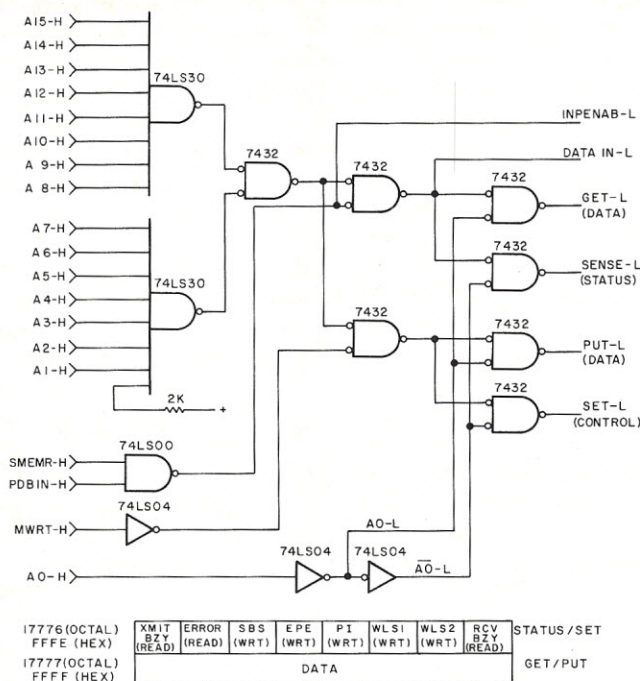 A15-H
A14-H
A13-H
74LS30
A12-H
A11-H
INPENAB-L
A10-H
7432
7432
DATA IN-L
A 9-H
7432
A 8-H
GET-L
(DATA)
A7-H
7432
A6-H
A5-H
74LS30
SENSE-L
(STATUS)
A4-H
7432
7432
A3-H
A2-H
PUT-L
(DATA)
A1-H
7432
2K
+
SET-L
(CONTROL)
74LS00
SMEMR-H
PDBIN-H
74LS04
MWRT-H
A0-L
74LS04
74LS04
A̅0̅-L
A0-H
17776(OCTAL)
FFFE (HEX)
XMIT BZY (READ)
ERROR (READ)
SBS (WRT)
EPE (WRT)
PI (WRT)
WLS1 (WRT)
WLS2 (WRT)
RCV BZY (READ)
STATUS/SET
17777(OCTAL)
FFFF (HEX)
DATA
GET/PUT